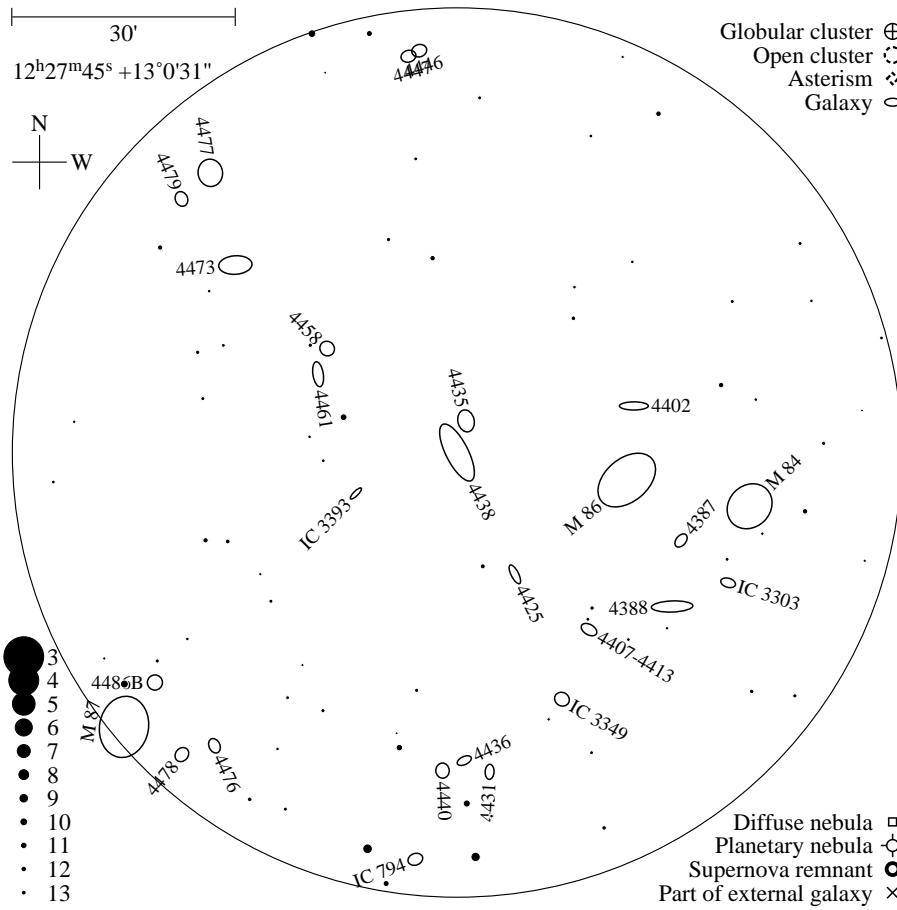 30'
12h27m45s +13°0'31"
N
W
Globular cluster
Open cluster
Asterism
Galaxy
4446
4477
4479
4473
4458
4461
4435
4438
4402
M 86
M 84
4387
IC 3393
4425
IC 3303
4388
4407-4413
4486B
M 87
IC 3349
4478
4476
4436
4440
4431
IC 794
3
4
5
6
7
8
9
10
11
12
13
Diffuse nebula
Planetary nebula
Supernova remnant
Part of external galaxy